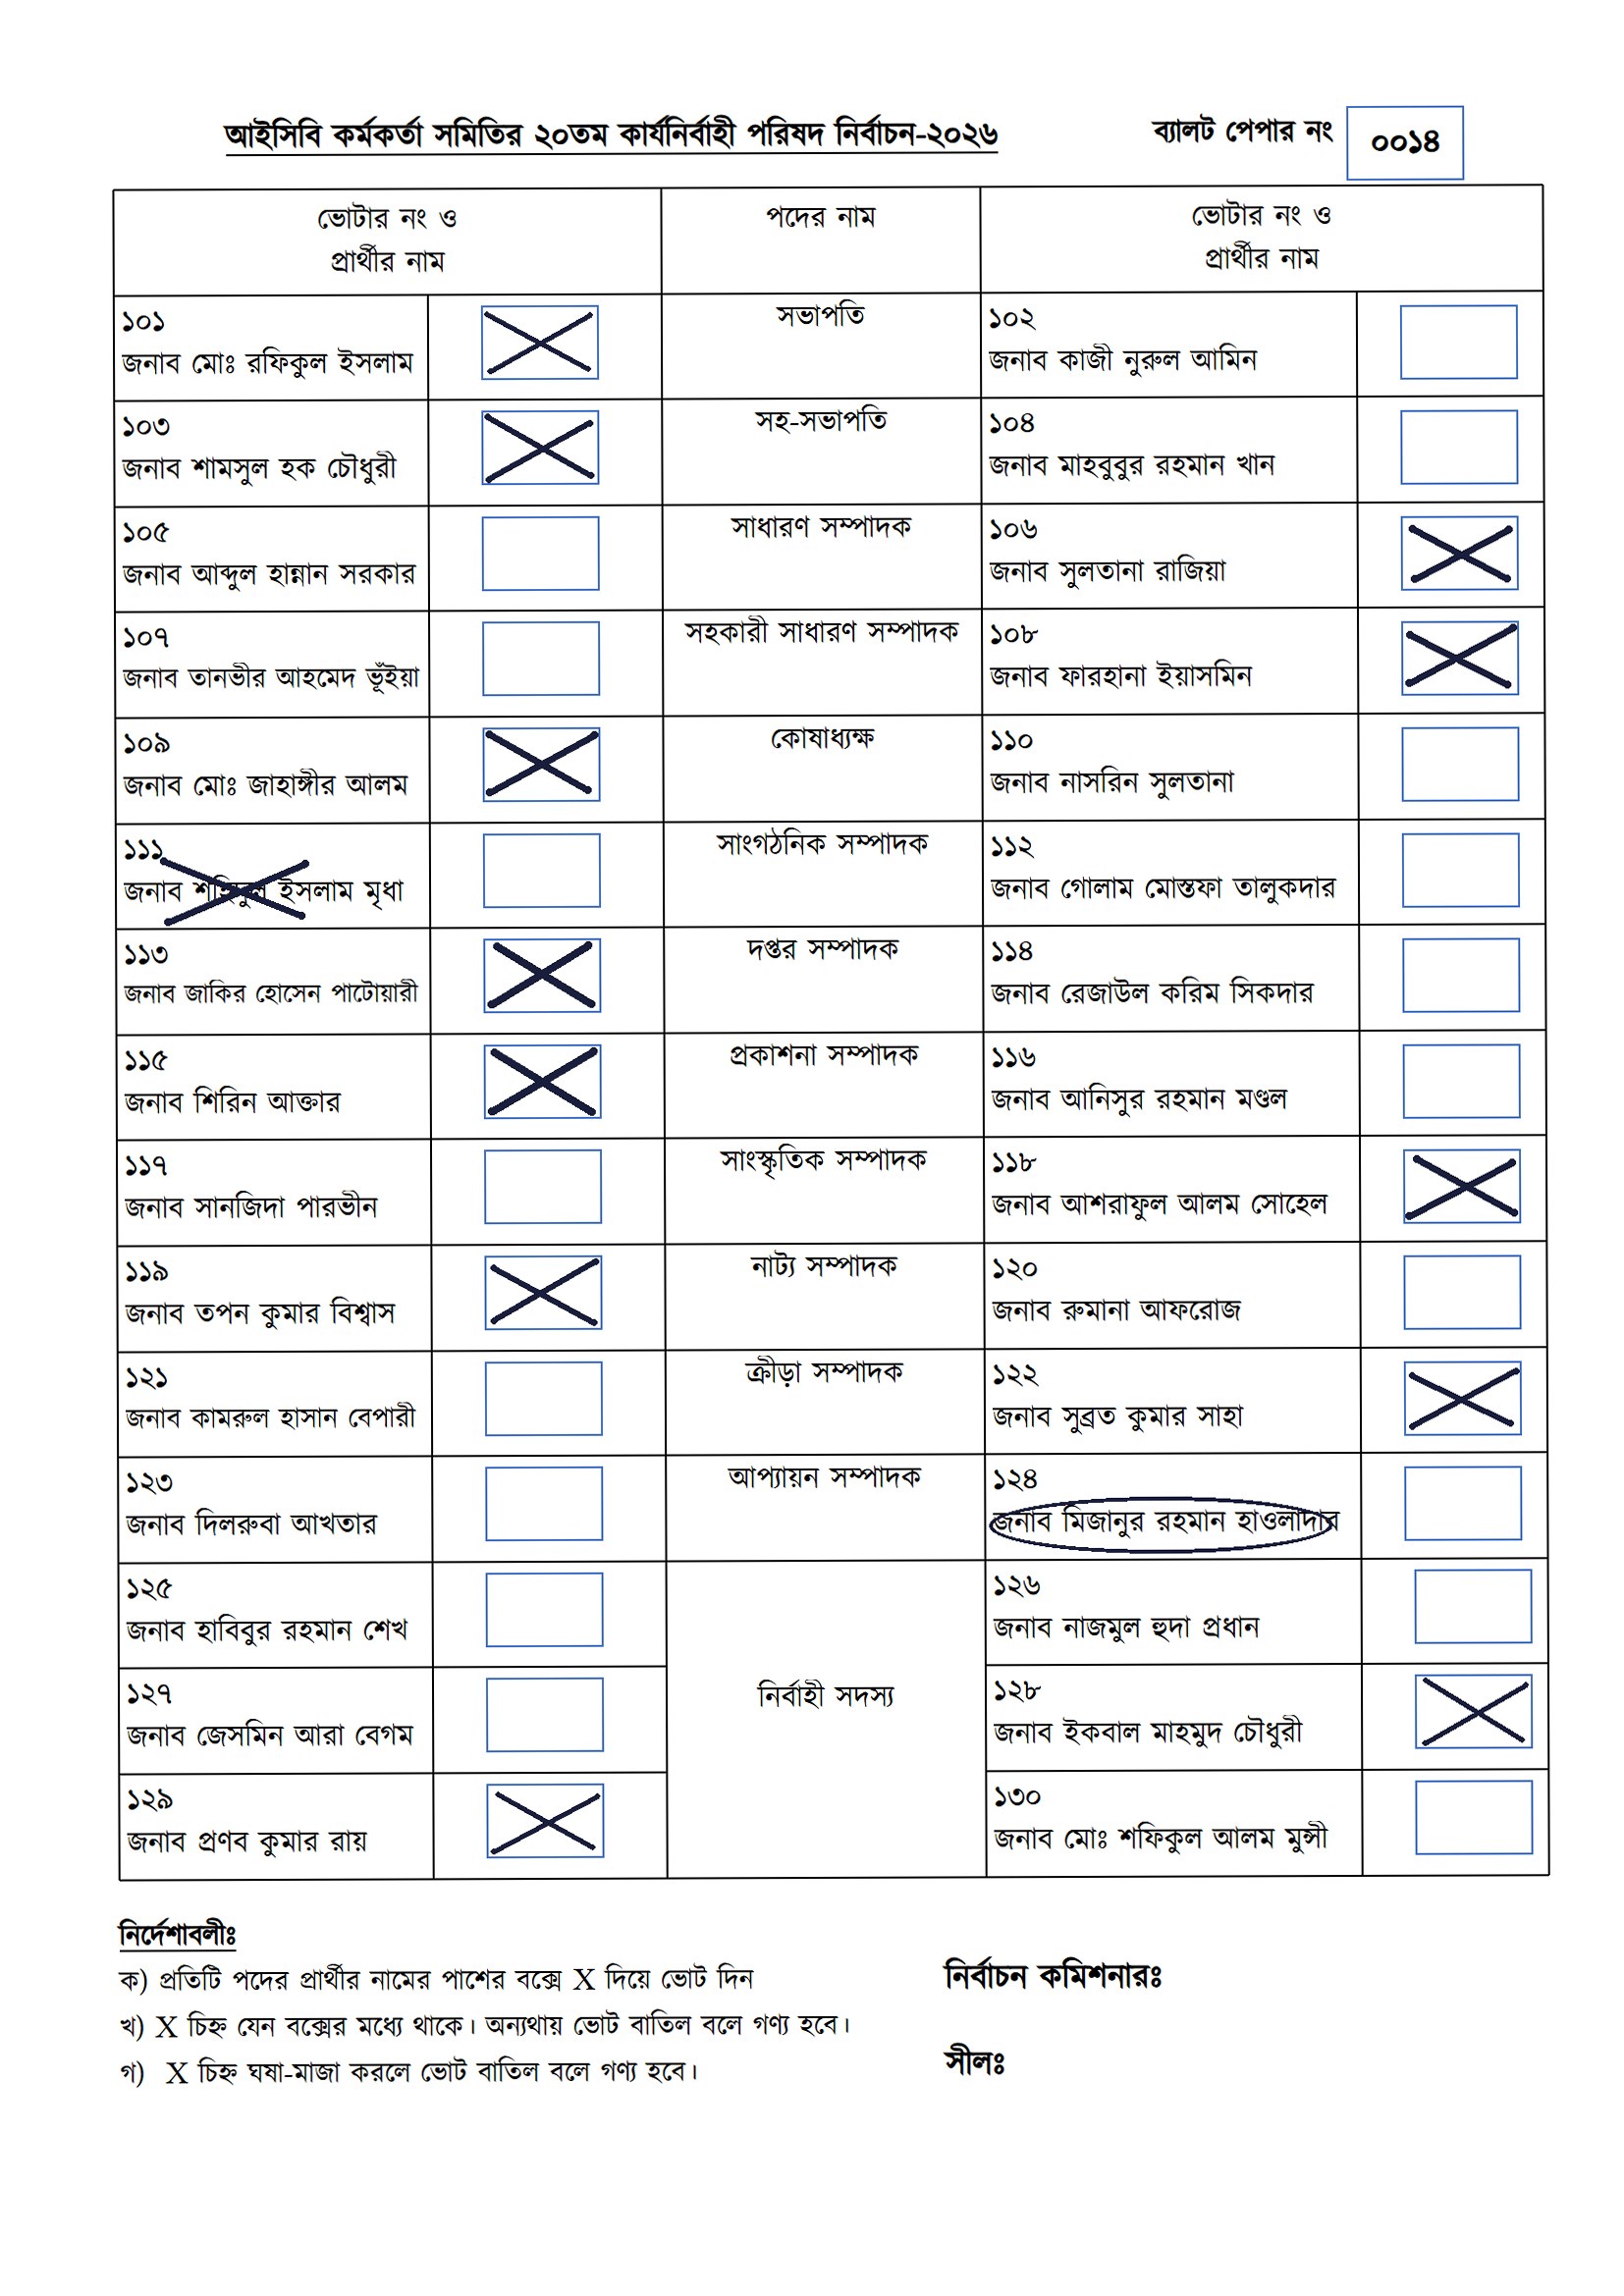 আইসিবি কর্মকর্তা সমিতির ২০তম কার্যনির্বাহী পরিষদ নির্বাচন-২০২৬
ব্যালট পেপার নং ০০১৪
ভোটার নং ও
প্রার্থীর নাম
পদের নাম
ভোটার নং ও
প্রার্থীর নাম
১০১
জনাব মোঃ রফিকুল ইসলাম
সভাপতি
১০২
জনাব কাজী নুরুল আমিন
১০৩
জনাব শামসুল হক চৌধুরী
সহ-সভাপতি
১০৪
জনাব মাহবুবুর রহমান খান
১০৫
জনাব আব্দুল হান্নান সরকার
সাধারণ সম্পাদক
১০৬
জনাব সুলতানা রাজিয়া
১০৭
জনাব তানভীর আহমেদ ভূঁইয়া
সহকারী সাধারণ সম্পাদক
১০৮
জনাব ফারহানা ইয়াসমিন
১০৯
জনাব মোঃ জাহাঙ্গীর আলম
কোষাধ্যক্ষ
১১০
জনাব নাসরিন সুলতানা
১১১
জনাব শহিদুল ইসলাম মৃধা
সাংগঠনিক সম্পাদক
১১২
জনাব গোলাম মোস্তফা তালুকদার
১১৩
জনাব জাকির হোসেন পাটোয়ারী
দপ্তর সম্পাদক
১১৪
জনাব রেজাউল করিম সিকদার
১১৫
জনাব শিরিন আক্তার
প্রকাশনা সম্পাদক
১১৬
জনাব আনিসুর রহমান মণ্ডল
১১৭
জনাব সানজিদা পারভীন
সাংস্কৃতিক সম্পাদক
১১৮
জনাব আশরাফুল আলম সোহেল
১১৯
জনাব তপন কুমার বিশ্বাস
নাট্য সম্পাদক
১২০
জনাব রুমানা আফরোজ
১২১
জনাব কামরুল হাসান বেপারী
ক্রীড়া সম্পাদক
১২২
জনাব সুব্রত কুমার সাহা
১২৩
জনাব দিলরুবা আখতার
আপ্যায়ন সম্পাদক
১২৪
জনাব মিজানুর রহমান হাওলাদার
১২৫
জনাব হাবিবুর রহমান শেখ
১২৬
জনাব নাজমুল হুদা প্রধান
১২৭
জনাব জেসমিন আরা বেগম
নির্বাহী সদস্য
১২৮
জনাব ইকবাল মাহমুদ চৌধুরী
১২৯
জনাব প্রণব কুমার রায়
১৩০
জনাব মোঃ শফিকুল আলম মুন্সী
নির্দেশাবলীঃ
ক) প্রতিটি পদের প্রার্থীর নামের পাশের বক্সে X দিয়ে ভোট দিন
খ) X চিহ্ন যেন বক্সের মধ্যে থাকে। অন্যথায় ভোট বাতিল বলে গণ্য হবে।
গ) X চিহ্ন ঘষা-মাজা করলে ভোট বাতিল বলে গণ্য হবে।
নির্বাচন কমিশনারঃ
সীলঃ